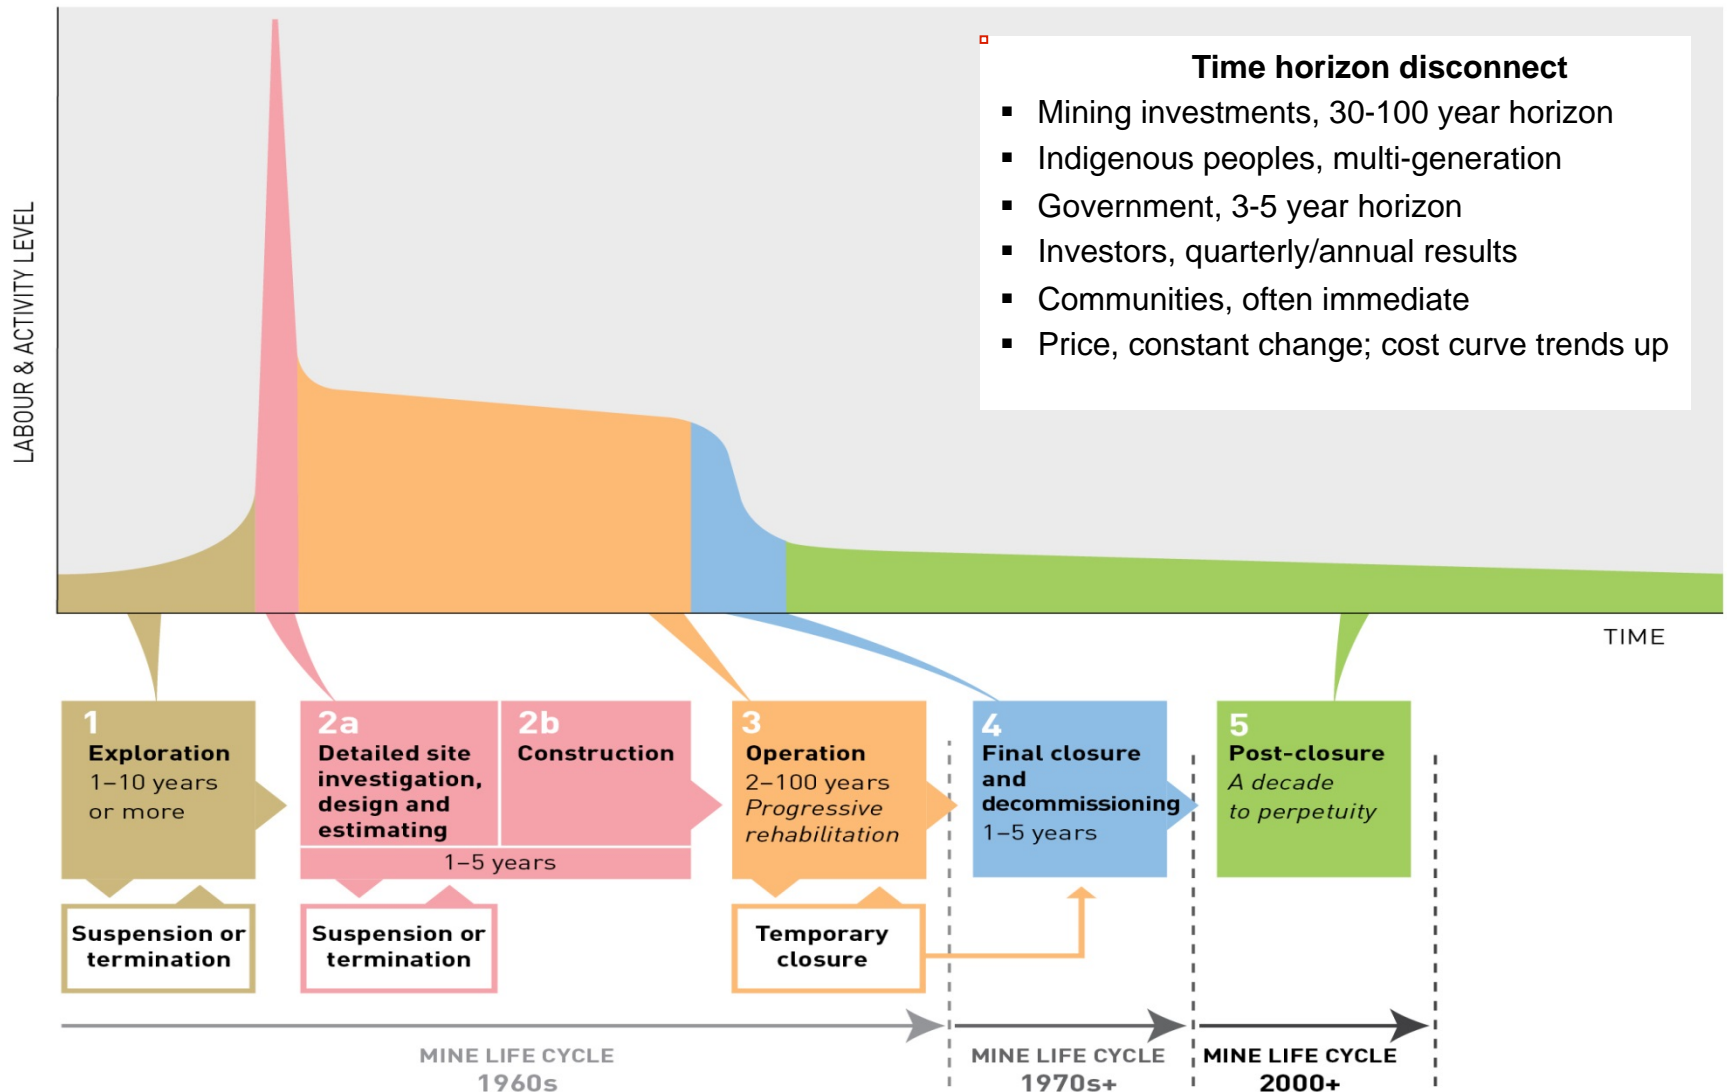 LABOUR & ACTIVITY LEVEL
Time horizon disconnect
▪ Mining investments, 30-100 year horizon
▪ Indigenous peoples, multi-generation
▪ Government, 3-5 year horizon
▪ Investors, quarterly/annual results
▪ Communities, often immediate
▪ Price, constant change; cost curve trends up
TIME
1
Exploration
1–10 years
or more
2a
Detailed site
investigation,
design and
estimating
2b
Construction
1–5 years
3
Operation
2–100 years
Progressive
rehabilitation
4
Final closure
and
decommissioning
1–5 years
5
Post-closure
A decade
to perpetuity
Suspension or
termination
Suspension or
termination
Temporary
closure
MINE LIFE CYCLE
1960s
MINE LIFE CYCLE
1970s+
MINE LIFE CYCLE
2000+